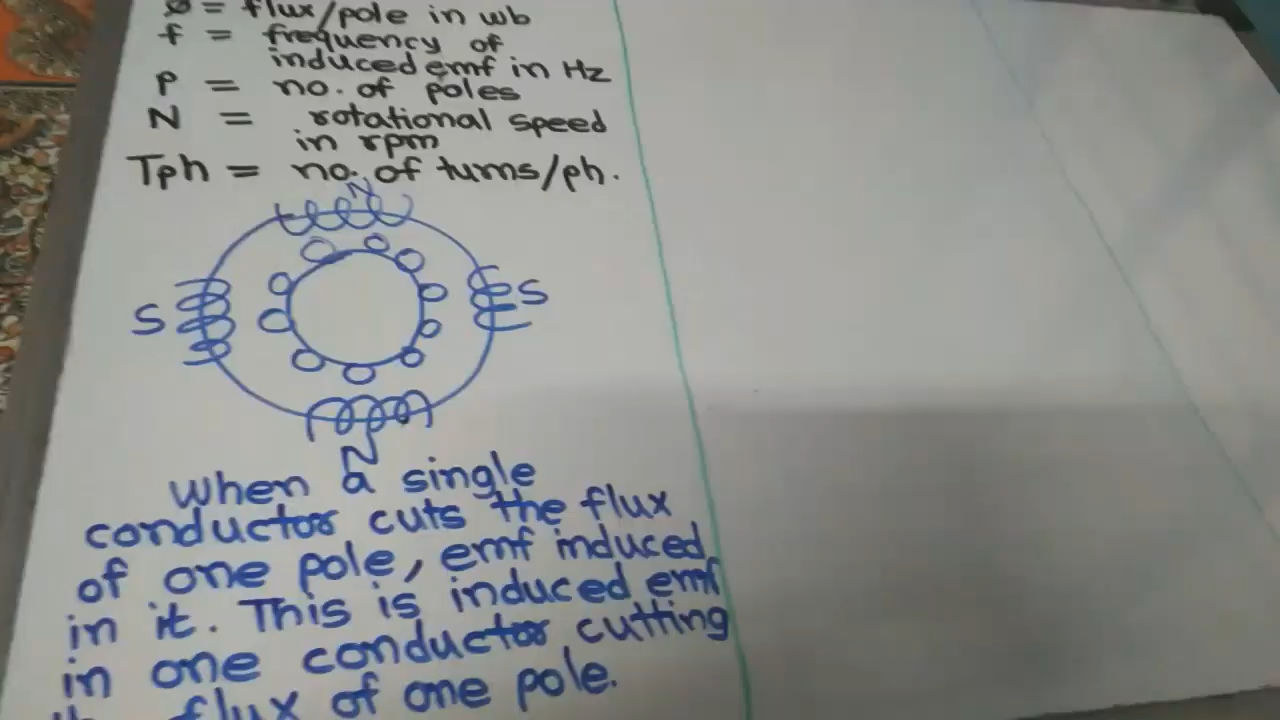 Ø = flux/pole in wb
f = frequency of
induced emf in Hz
P = no. of poles
N = rotational speed
in rpm
Tph = no. of turns/ph.
N
S
S
N
when a single
conductor cuts the flux
of one pole, emf induced
in it. This is induced emf
in one conductor cutting
flux of one pole.